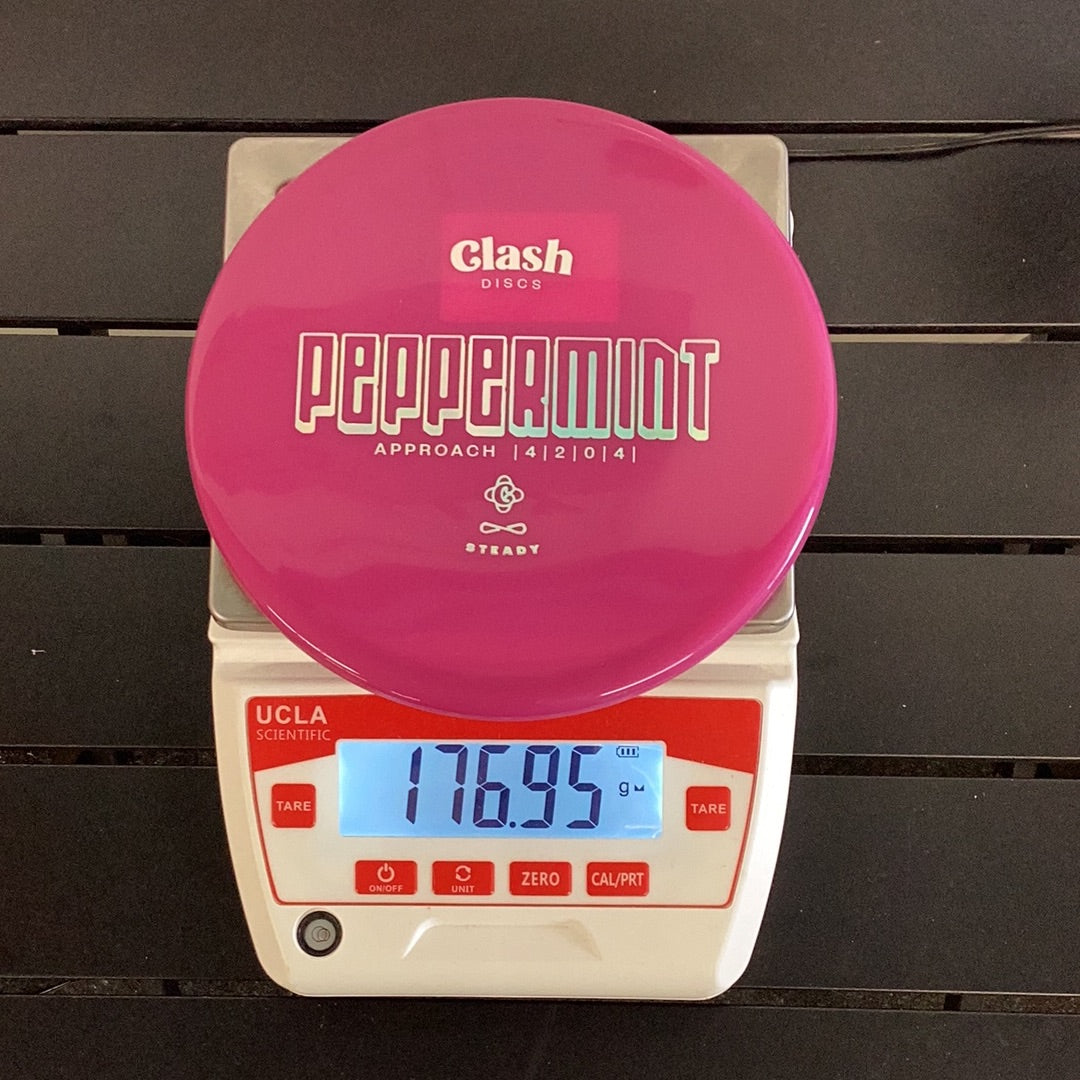 Clash
DISCS
PEPPERMINT
APPROACH |4|2|0|4|
STEADY
UCLA
SCIENTIFIC
176.95 g
TARE
TARE
ON/OFF
UNIT
ZERO
CAL/PRT